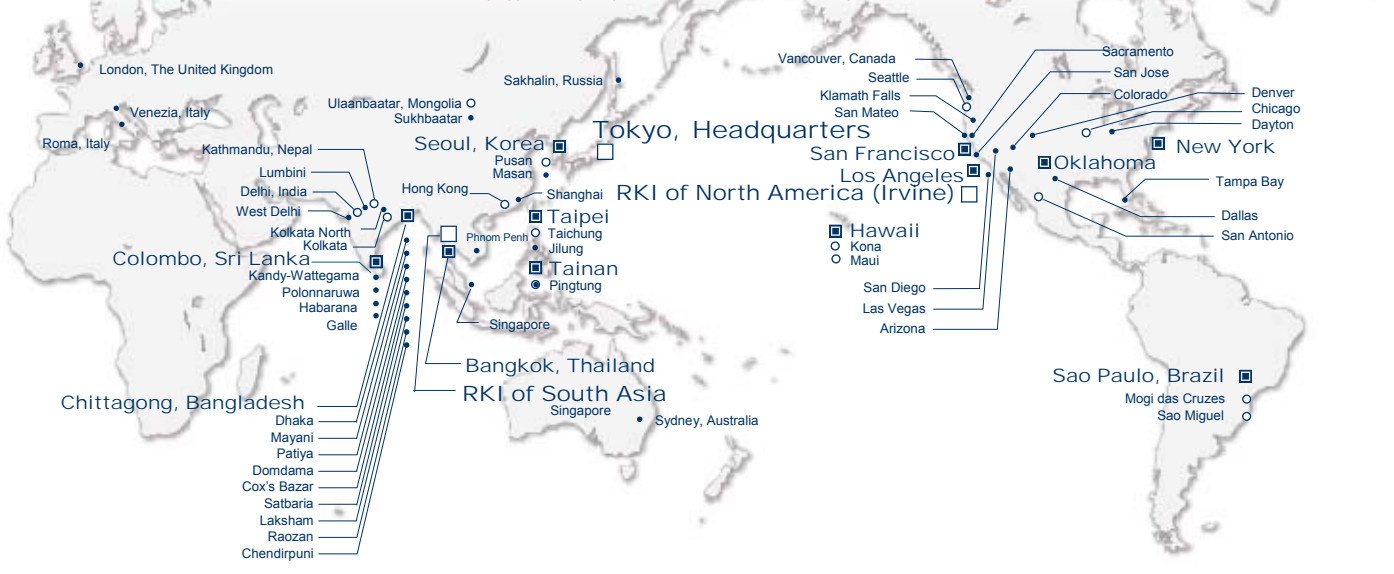 London, The United Kingdom
Venezia, Italy
Roma, Italy
Sakhalin, Russia
Ulaanbaatar, Mongolia
Sukhbaatar
Seoul, Korea
Pusan
Masan
Tokyo, Headquarters
Kathmandu, Nepal
Lumbini
Delhi, India
West Delhi
Kolkata North
Kolkata
Hong Kong
Shanghai
Taipei
Taichung
Jilung
Tainan
Pingtung
Phnom Penh
Colombo, Sri Lanka
Kandy-Wattegama
Polonnaruwa
Habarana
Galle
Singapore
Bangkok, Thailand
RKI of South Asia
Singapore
Sydney, Australia
Chittagong, Bangladesh
Dhaka
Mayani
Patiya
Domdama
Cox's Bazar
Satbaria
Laksham
Raozan
Chendirpuni
Vancouver, Canada
Seattle
Klamath Falls
San Mateo
San Francisco
Los Angeles
RKI of North America (Irvine)
Hawaii
Kona
Maui
San Diego
Las Vegas
Arizona
Sacramento
San Jose
Colorado
Denver
Chicago
Dayton
New York
Oklahoma
Tampa Bay
Dallas
San Antonio
Sao Paulo, Brazil
Mogi das Cruzes
Sao Miguel